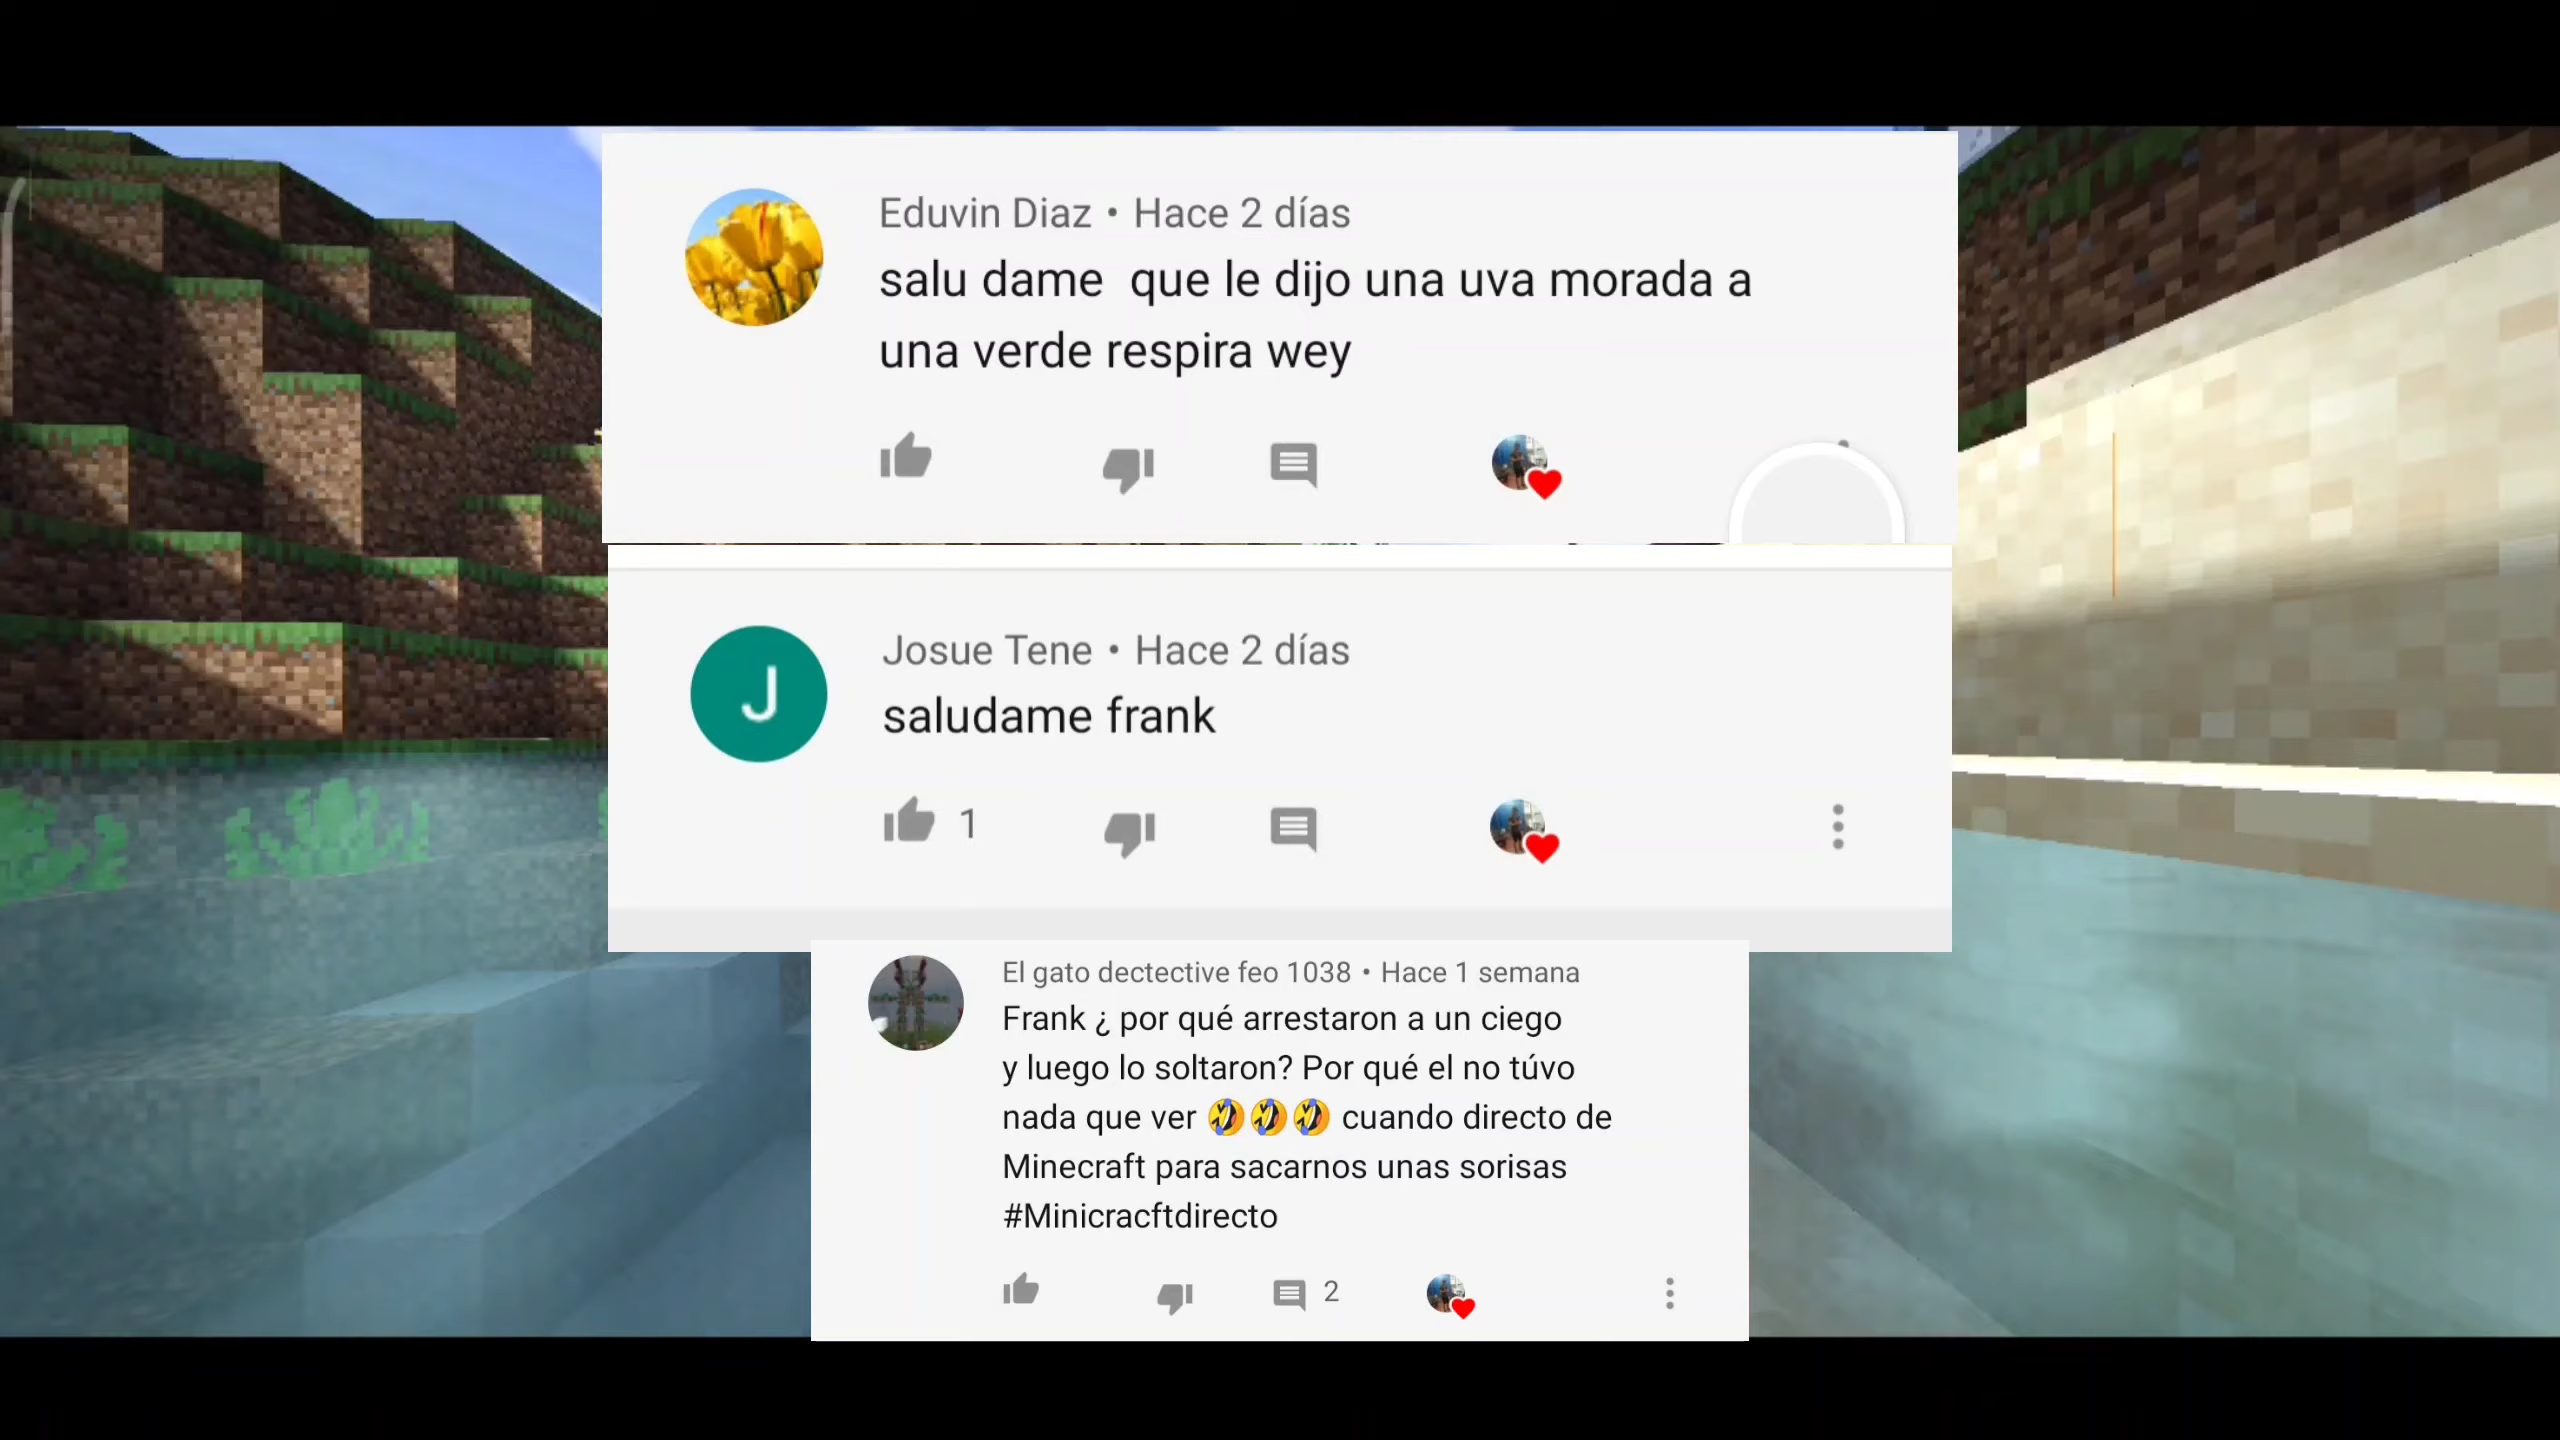 Eduvin Diaz • Hace 2 días
salu dame  que le dijo una uva morada a
una verde respira wey
J
Josue Tene • Hace 2 días
saludame frank
1
El gato dectective feo 1038 • Hace 1 semana
Frank ¿ por qué arrestaron a un ciego
y luego lo soltaron? Por qué el no túvo
nada que ver 🤣🤣🤣 cuando directo de
Minecraft para sacarnos unas sorisas
#Minicracftdirecto
2